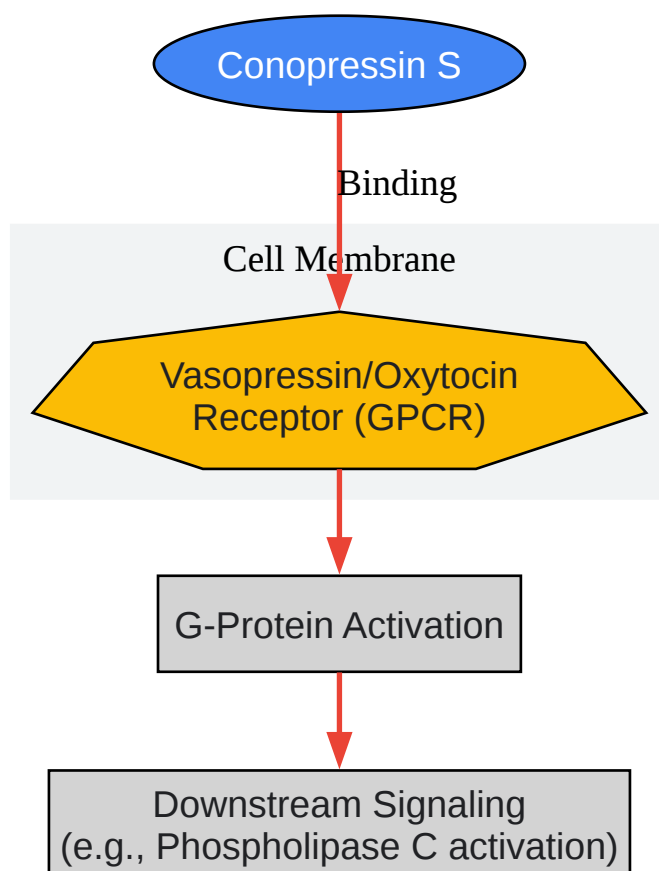 Conopressin S
Binding
Cell Membrane
Vasopressin/Oxytocin
Receptor (GPCR)
G-Protein Activation
Downstream Signaling
(e.g., Phospholipase C activation)